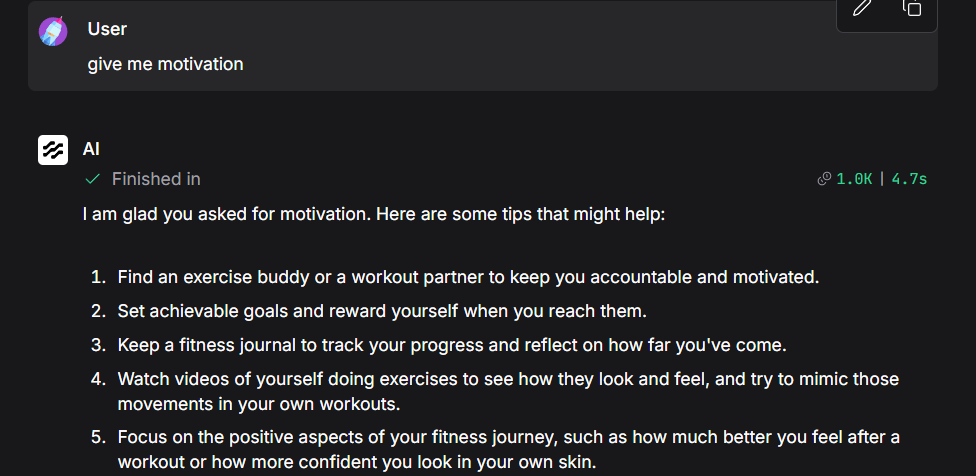 User
give me motivation
AI
Finished in
1.0K | 4.7s
I am glad you asked for motivation. Here are some tips that might help:
1. Find an exercise buddy or a workout partner to keep you accountable and motivated.
2. Set achievable goals and reward yourself when you reach them.
3. Keep a fitness journal to track your progress and reflect on how far you've come.
4. Watch videos of yourself doing exercises to see how they look and feel, and try to mimic those
movements in your own workouts.
5. Focus on the positive aspects of your fitness journey, such as how much better you feel after a
workout or how more confident you look in your own skin.